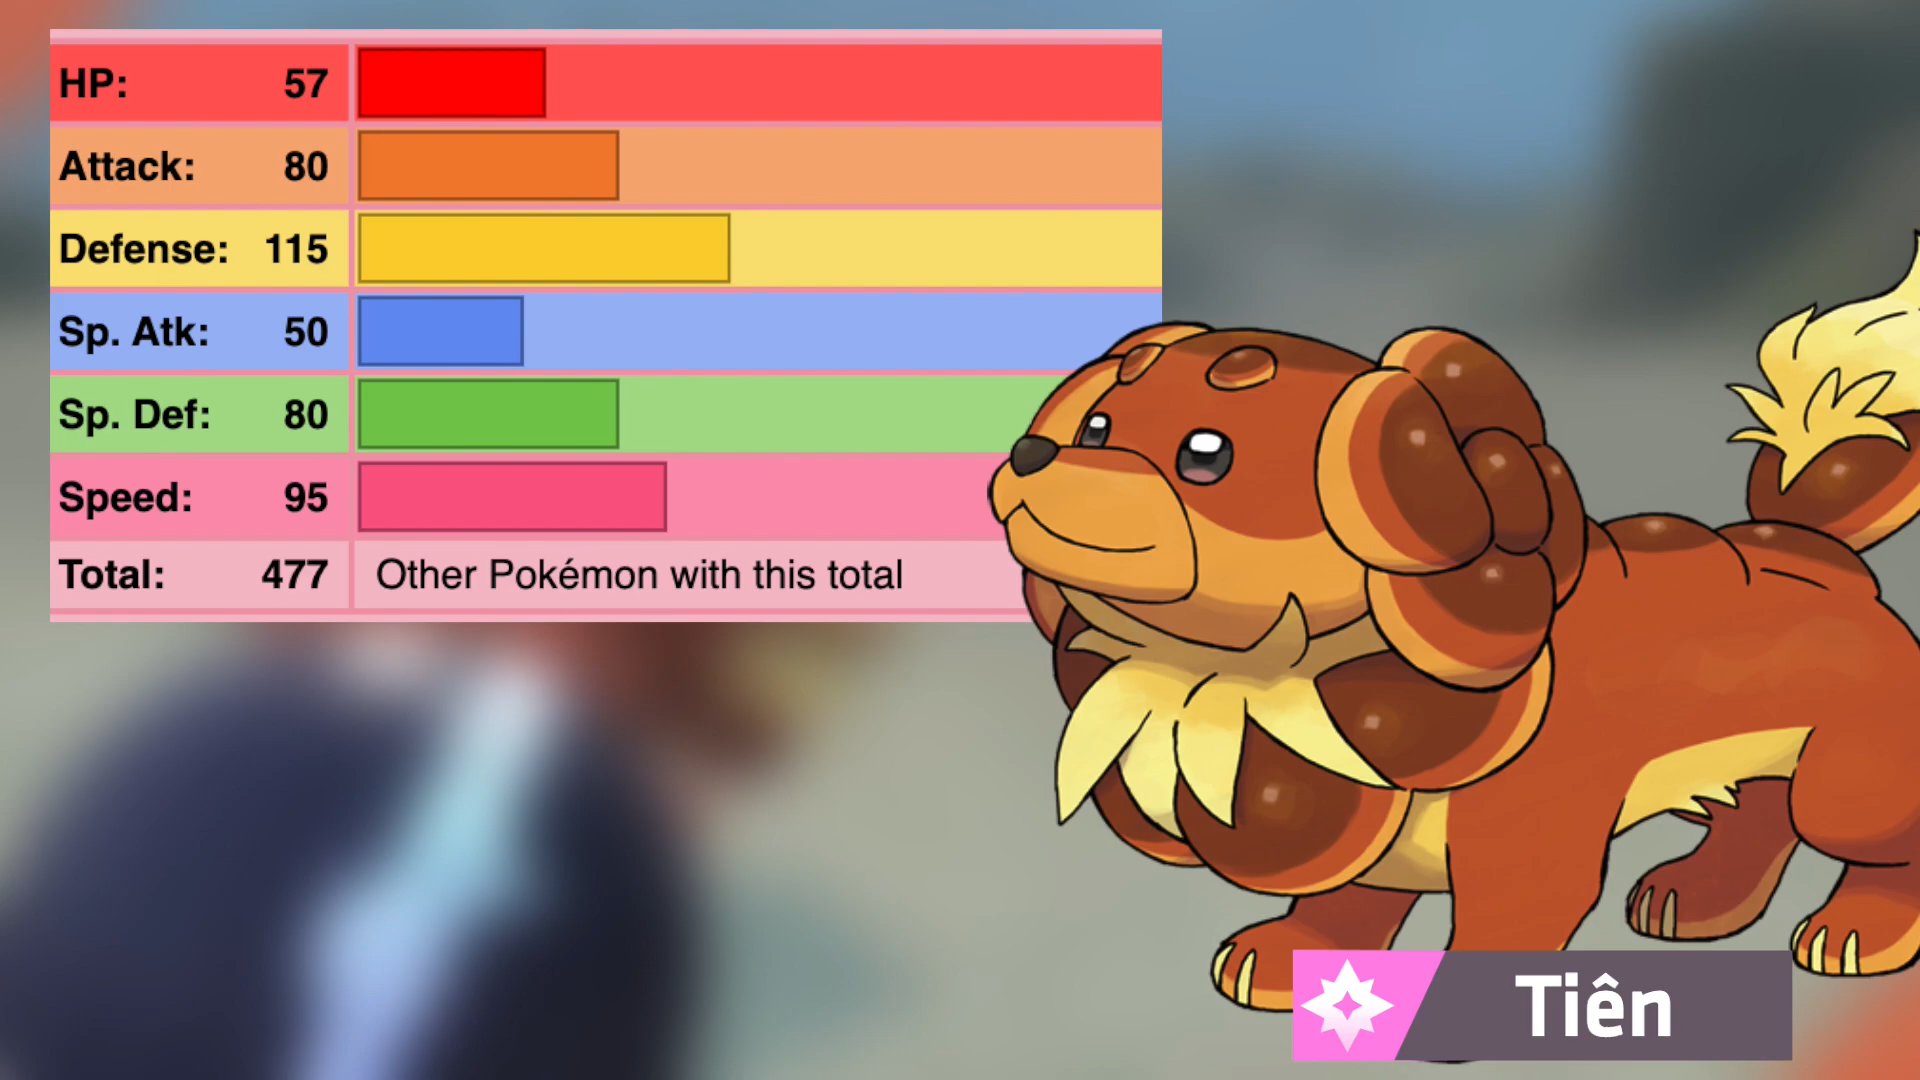 HP: 57
Attack: 80
Defense: 115
Sp. Atk: 50
Sp. Def: 80
Speed: 95
Total: 477 Other Pokémon with this total
Tiên